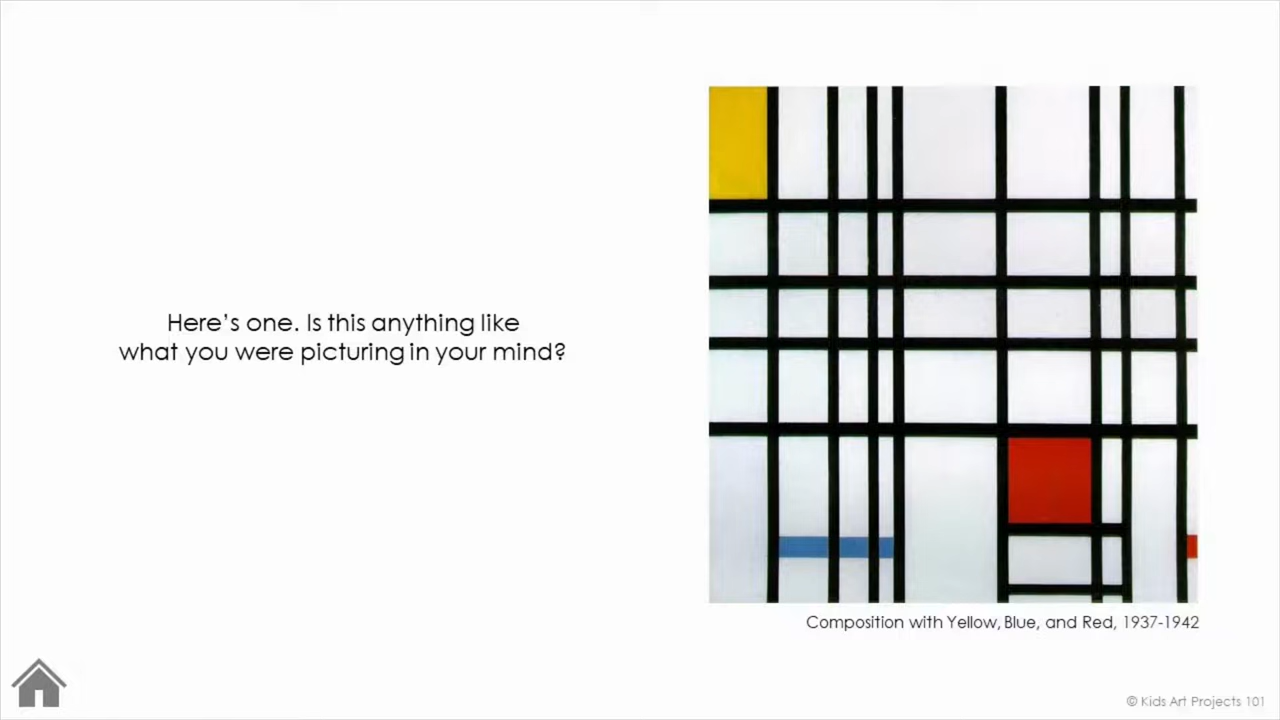 Here's one. Is this anything like
what you were picturing in your mind?
Composition with Yellow, Blue, and Red, 1937-1942
© Kids Art Projects 101